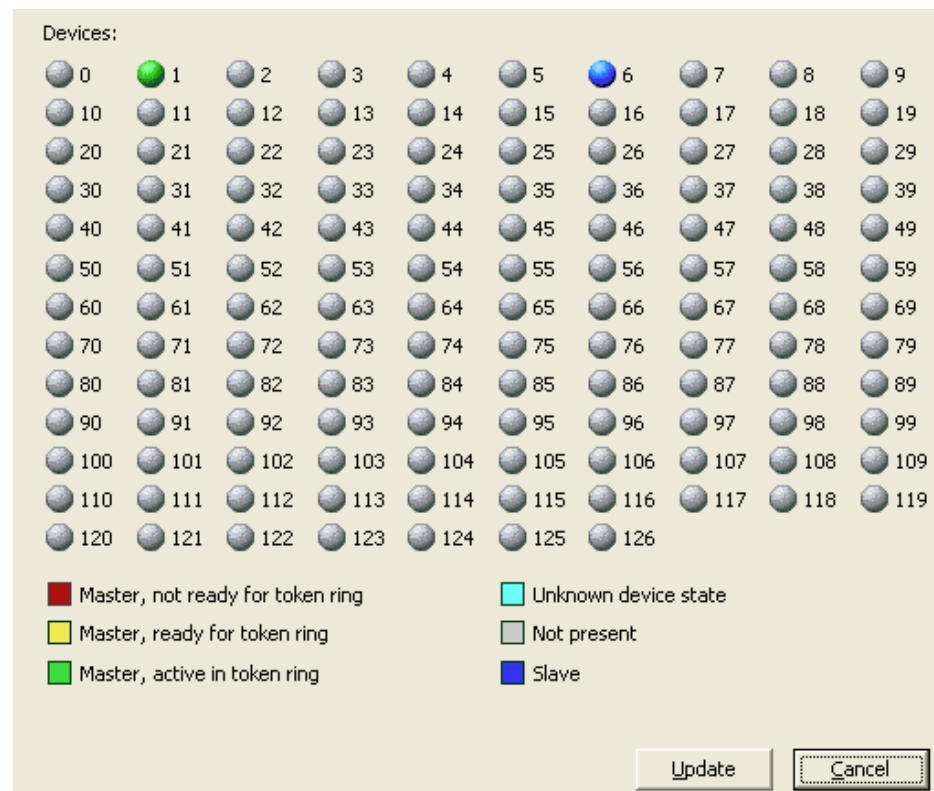 Devices:
0 1 2 3 4 5 6 7 8 9
10 11 12 13 14 15 16 17 18 19
20 21 22 23 24 25 26 27 28 29
30 31 32 33 34 35 36 37 38 39
40 41 42 43 44 45 46 47 48 49
50 51 52 53 54 55 56 57 58 59
60 61 62 63 64 65 66 67 68 69
70 71 72 73 74 75 76 77 78 79
80 81 82 83 84 85 86 87 88 89
90 91 92 93 94 95 96 97 98 99
100 101 102 103 104 105 106 107 108 109
110 111 112 113 114 115 116 117 118 119
120 121 122 123 124 125 126
Master, not ready for token ring Unknown device state
Master, ready for token ring Not present
Master, active in token ring Slave
Update Cancel